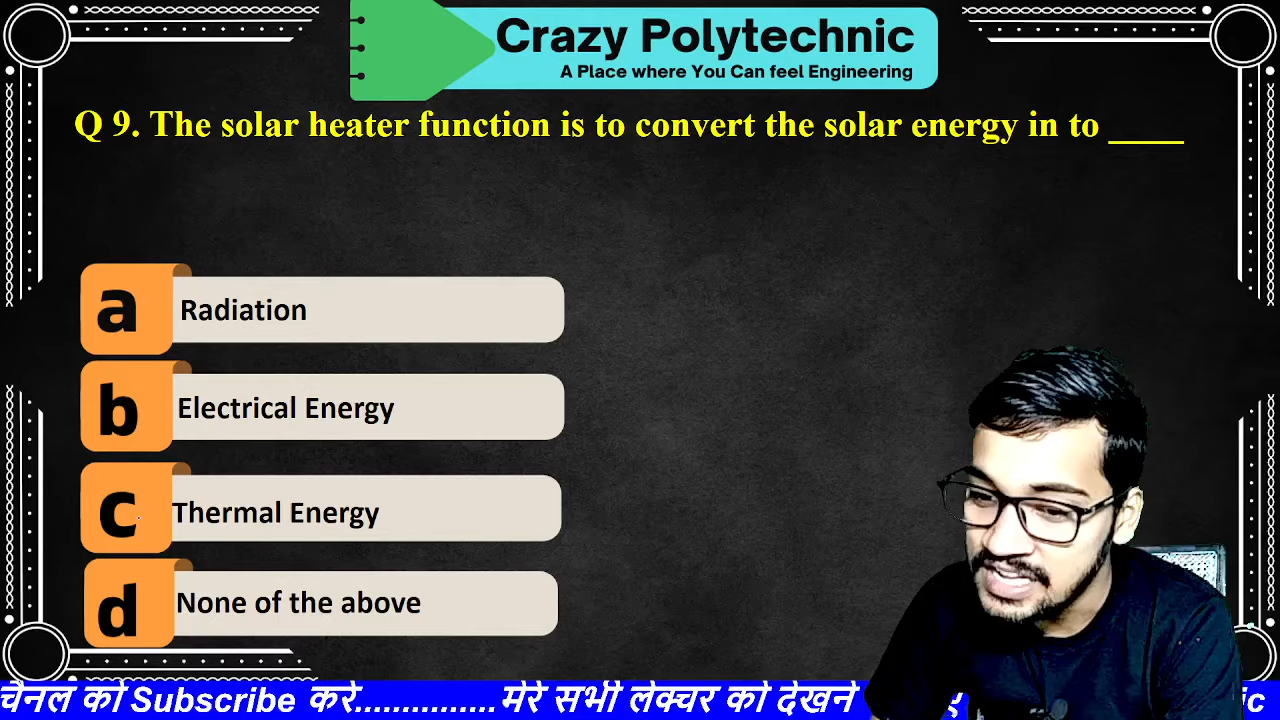 Crazy Polytechnic
A Place where You Can feel Engineering
Q 9. The solar heater function is to convert the solar energy in to ____
a Radiation
b Electrical Energy
c Thermal Energy
d None of the above
चैनल को Subscribe करे...............मेरे सभी लेक्चर को देखने